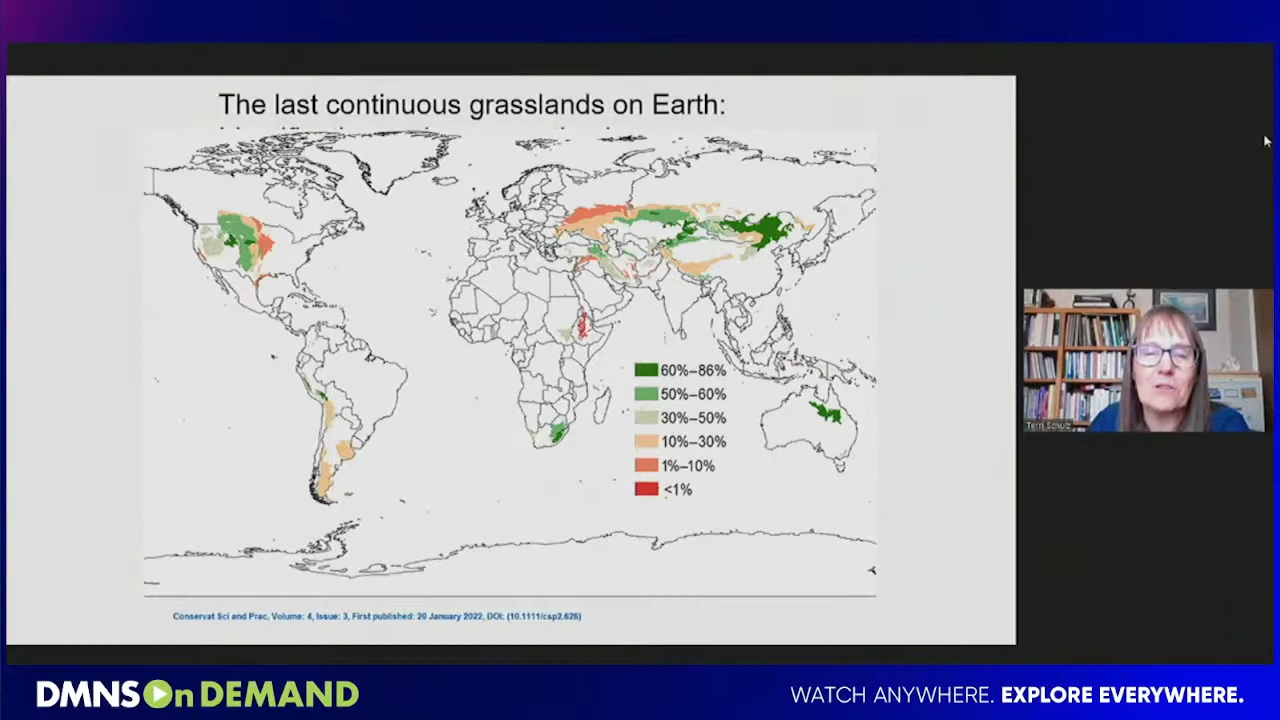 The last continuous grasslands on Earth:
60%–86%
50%–60%
30%–50%
10%–30%
1%–10%
<1%
Conservat Sci and Prac, Volume: 4, Issue: 3, First published: 20 January 2022, DOI: (10.1111/csp2.626)
Terri Schulz
DMNS On DEMAND
WATCH ANYWHERE. EXPLORE EVERYWHERE.